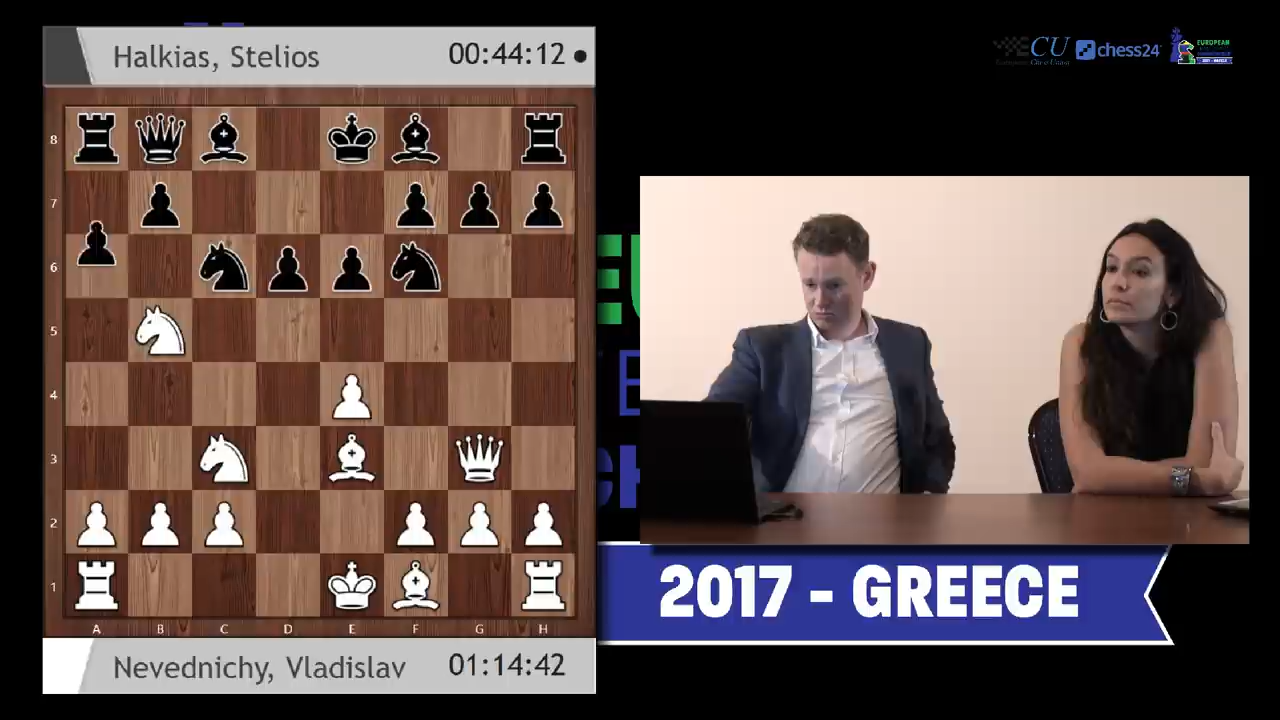 Halkias, Stelios 00:44:12
CU
chess24
EUROPEAN
8
7
6
5
4
3
2
1
A B C D E F G H
2017 - GREECE
Nevednichy, Vladislav 01:14:42